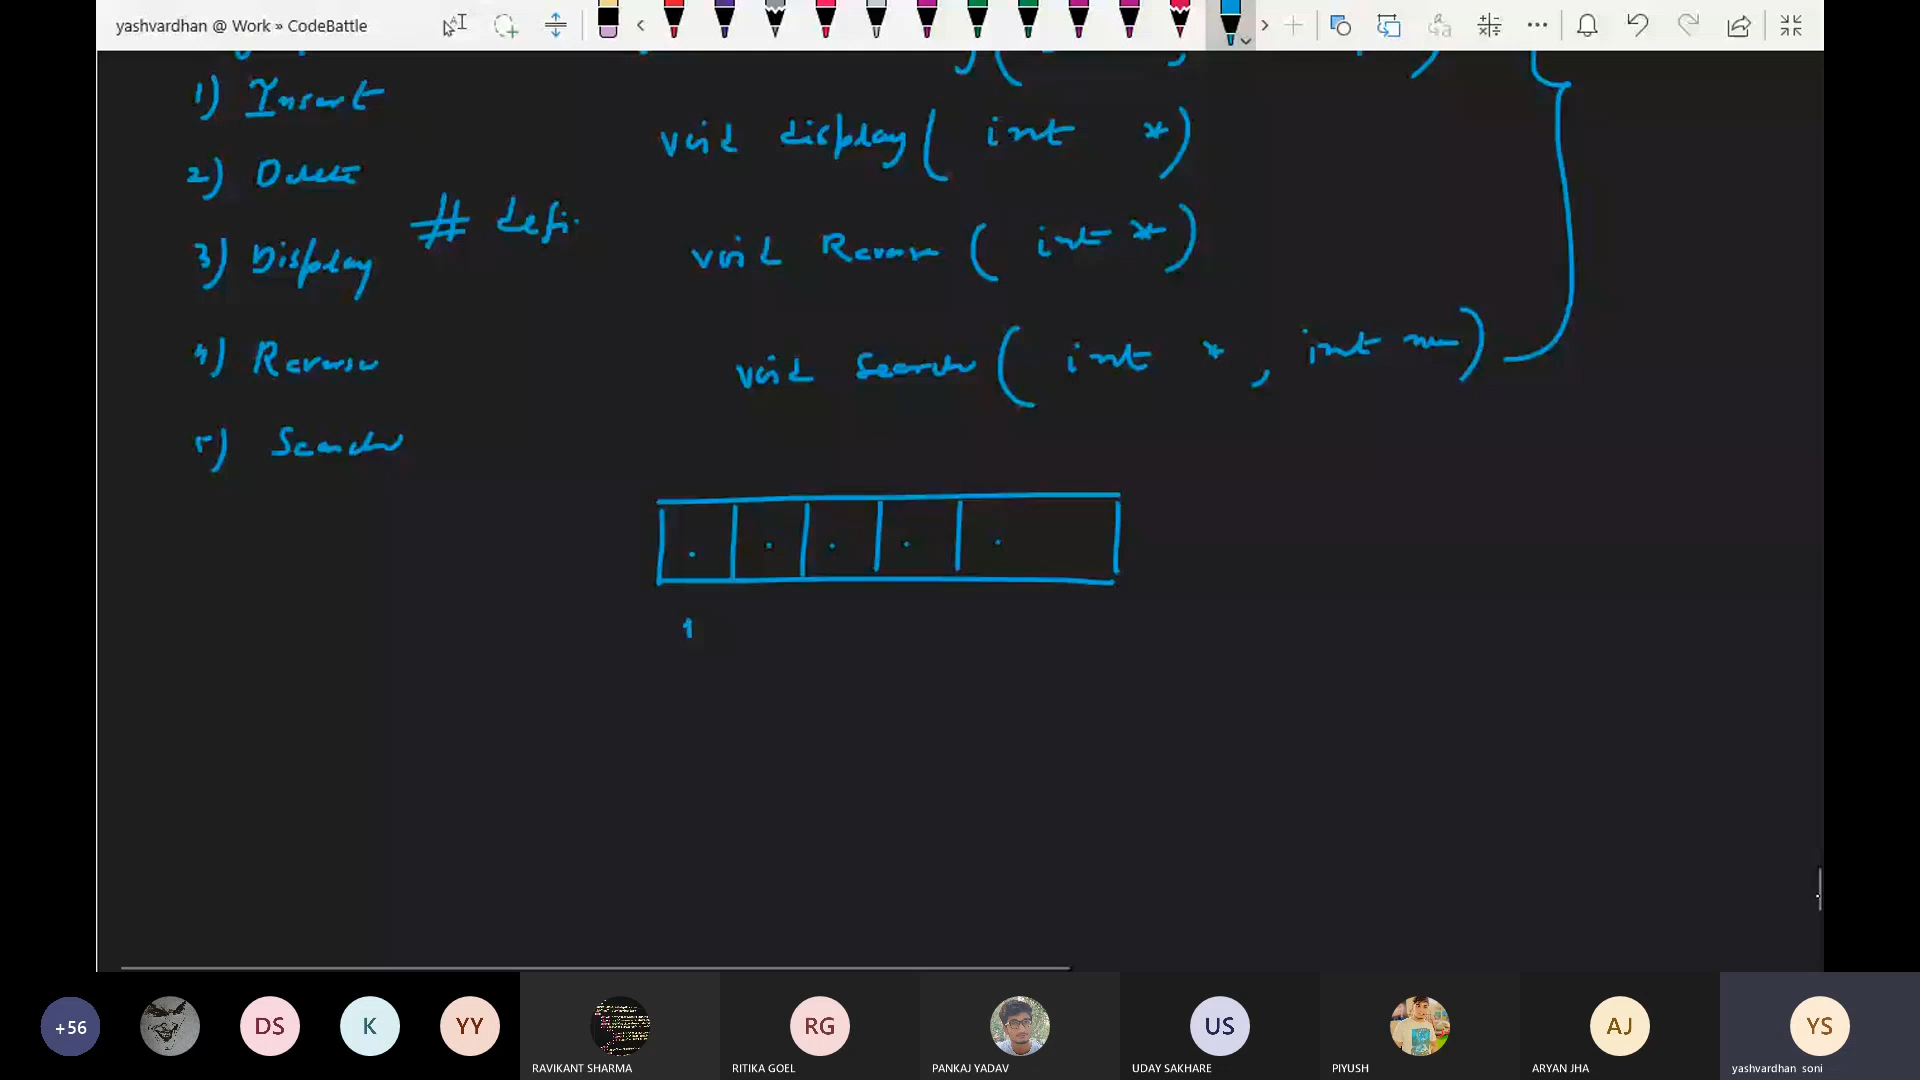 yashvardhan @ Work » CodeBattle
1) Insert
void display( int *)
2) Delete
# defi
void Reverse ( int *)
3) Display
4) Reverse
void Search ( int * , int
5) Search
1
+56
DS
K
YY
RG
US
AJ
YS
RAVIKANT SHARMA
RITIKA GOEL
PANKAJ YADAV
UDAY SAKHARE
PIYUSH
ARYAN JHA
yashvardhan soni